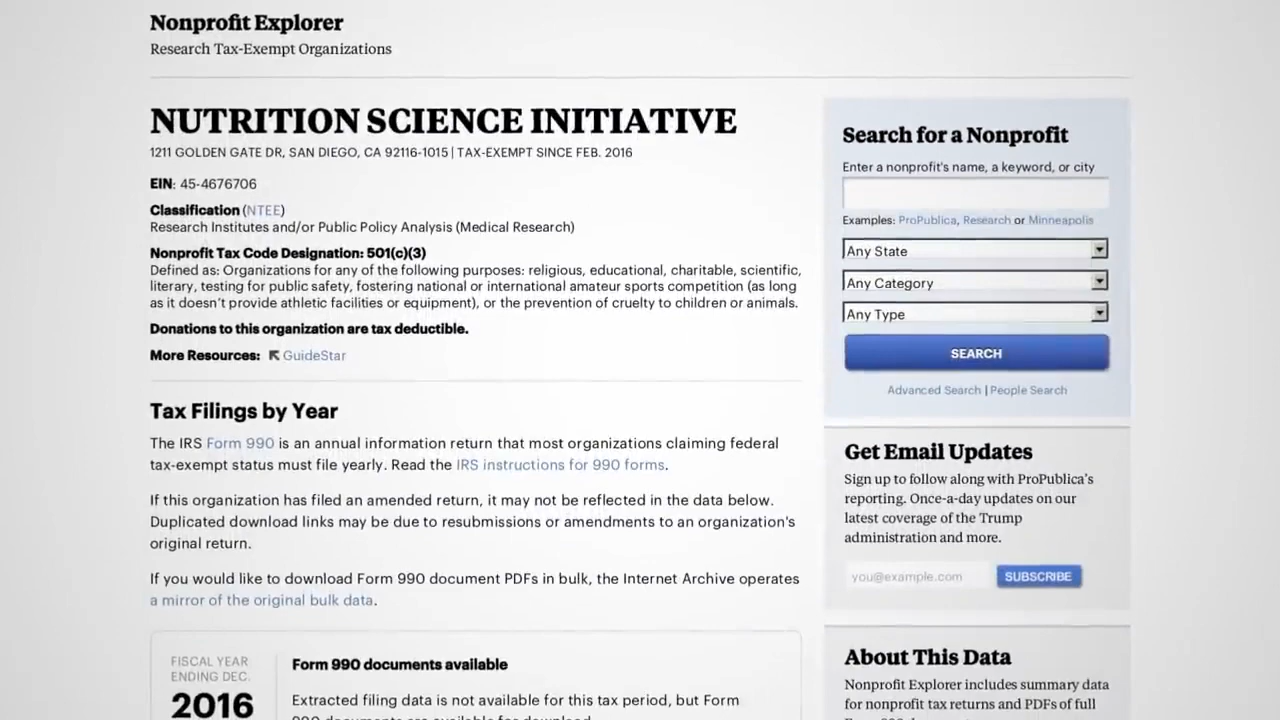 Nonprofit Explorer
Research Tax-Exempt Organizations
NUTRITION SCIENCE INITIATIVE
1211 GOLDEN GATE DR, SAN DIEGO, CA 92116-1015 | TAX-EXEMPT SINCE FEB. 2016
EIN: 45-4676706
Classification (NTEE)
Research Institutes and/or Public Policy Analysis (Medical Research)
Nonprofit Tax Code Designation: 501(c)(3)
Defined as: Organizations for any of the following purposes: religious, educational, charitable, scientific,
literary, testing for public safety, fostering national or international amateur sports competition (as long
as it doesn't provide athletic facilities or equipment), or the prevention of cruelty to children or animals.
Donations to this organization are tax deductible.
More Resources: GuideStar
Tax Filings by Year
The IRS Form 990 is an annual information return that most organizations claiming federal
tax-exempt status must file yearly. Read the IRS instructions for 990 forms.
If this organization has filed an amended return, it may not be reflected in the data below.
Duplicated download links may be due to resubmissions or amendments to an organization's
original return.
If you would like to download Form 990 document PDFs in bulk, the Internet Archive operates
a mirror of the original bulk data.
FISCAL YEAR
ENDING DEC.
2016
Form 990 documents available
Extracted filing data is not available for this tax period, but Form
990 documents are available for download.
Search for a Nonprofit
Enter a nonprofit's name, a keyword, or city
Examples: ProPublica, Research or Minneapolis
Any State
Any Category
Any Type
SEARCH
Advanced Search | People Search
Get Email Updates
Sign up to follow along with ProPublica's
reporting. Once-a-day updates on our
latest coverage of the Trump
administration and more.
you@example.com
SUBSCRIBE
About This Data
Nonprofit Explorer includes summary data
for nonprofit tax returns and PDFs of full